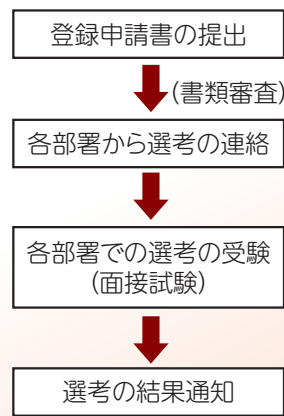 登録申請書の提出
(書類審査)
各部署から選考の連絡
各部署での選考の受験
(面接試験)
選考の結果通知